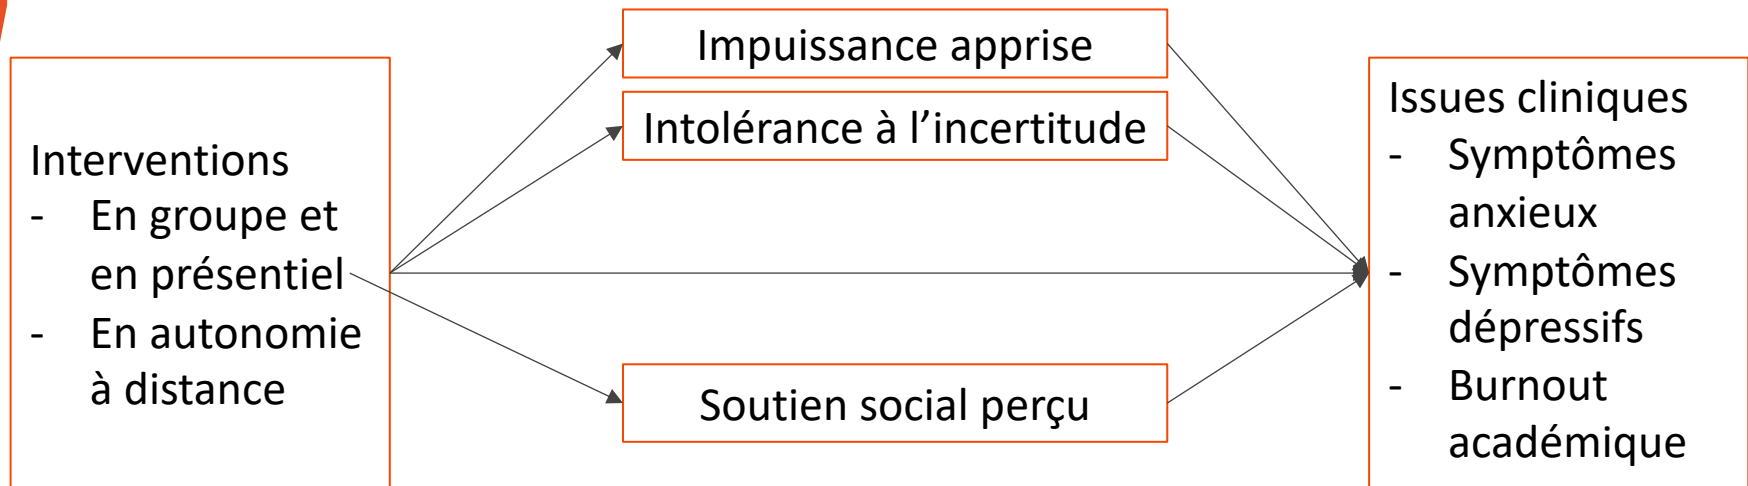 Interventions
- En groupe et
en présentiel
- En autonomie
à distance
Impuissance apprise
Intolérance à l’incertitude
Soutien social perçu
Issues cliniques
- Symptômes
anxieux
- Symptômes
dépressifs
- Burnout
académique